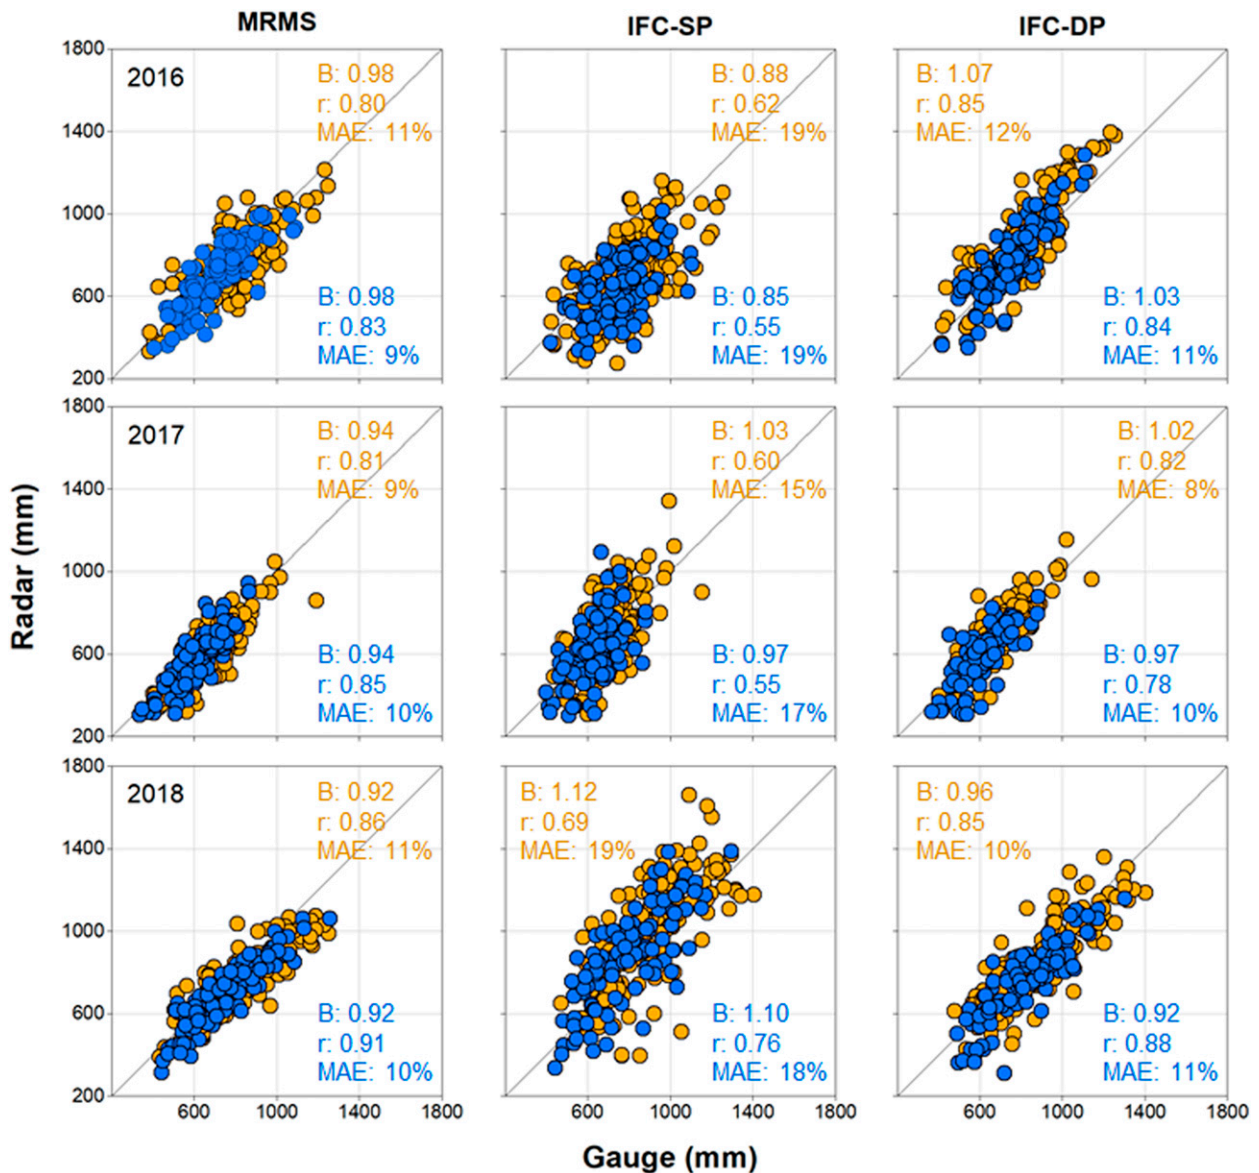 MRMS
IFC-SP
IFC-DP
1800
1400
1000
600
200
2016
B: 0.98
r: 0.80
MAE: 11%
B: 0.98
r: 0.83
MAE: 9%
B: 0.88
r: 0.62
MAE: 19%
B: 0.85
r: 0.55
MAE: 19%
B: 1.07
r: 0.85
MAE: 12%
B: 1.03
r: 0.84
MAE: 11%
Radar (mm)
1800
1400
1000
600
200
2017
B: 0.94
r: 0.81
MAE: 9%
B: 0.94
r: 0.85
MAE: 10%
B: 1.03
r: 0.60
MAE: 15%
B: 0.97
r: 0.55
MAE: 17%
B: 1.02
r: 0.82
MAE: 8%
B: 0.97
r: 0.78
MAE: 10%
1800
1400
1000
600
200
2018
B: 0.92
r: 0.86
MAE: 11%
B: 0.92
r: 0.91
MAE: 10%
B: 1.12
r: 0.69
MAE: 19%
B: 1.10
r: 0.76
MAE: 18%
B: 0.96
r: 0.85
MAE: 10%
B: 0.92
r: 0.88
MAE: 11%
600 1000 1400 1800
600 1000 1400 1800
600 1000 1400 1800
Gauge (mm)